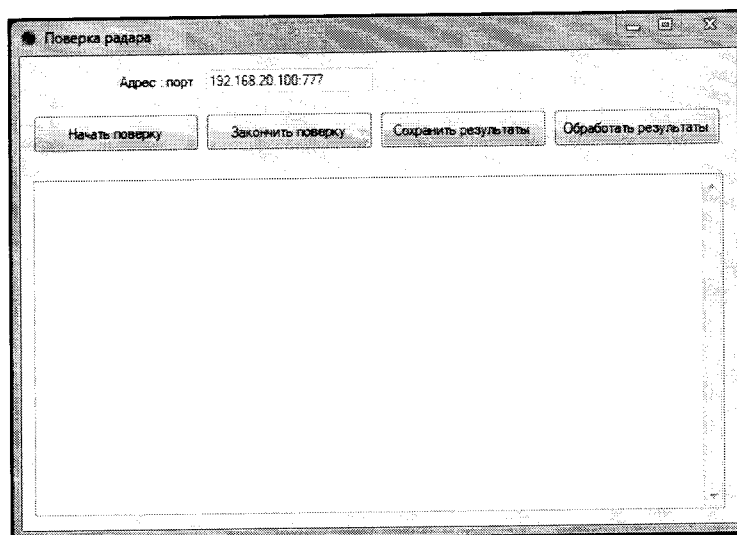 Поверка радара
Адрес : порт 192.168.20.100:777
Начать поверку Закончить поверку Сохранить результаты Обработать результаты